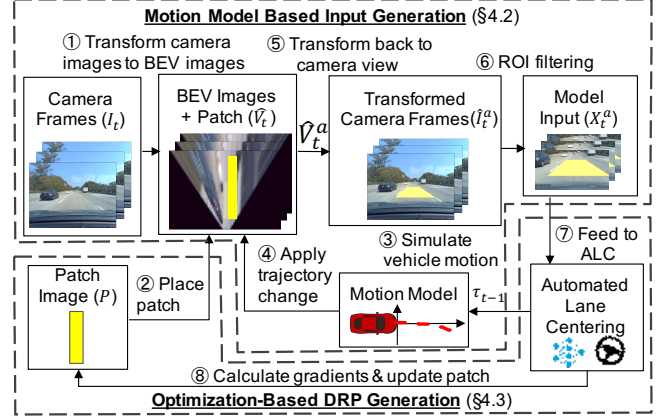 Motion Model Based Input Generation (§4.2)
① Transform camera
images to BEV images
⑤ Transform back to
camera view
⑥ ROI filtering
Camera
Frames (I_t)
BEV Images
+ Patch (V̂_t)
V̂_t^a
Transformed
Camera Frames(Î_t^a)
Model
Input (X_t^a)
② Place
patch
④ Apply
trajectory
change
③ Simulate
vehicle motion
⑦ Feed to
ALC
Patch
Image (P)
Motion Model
τ_{t−1}
Automated
Lane
Centering
⑧ Calculate gradients & update patch
Optimization-Based DRP Generation (§4.3)